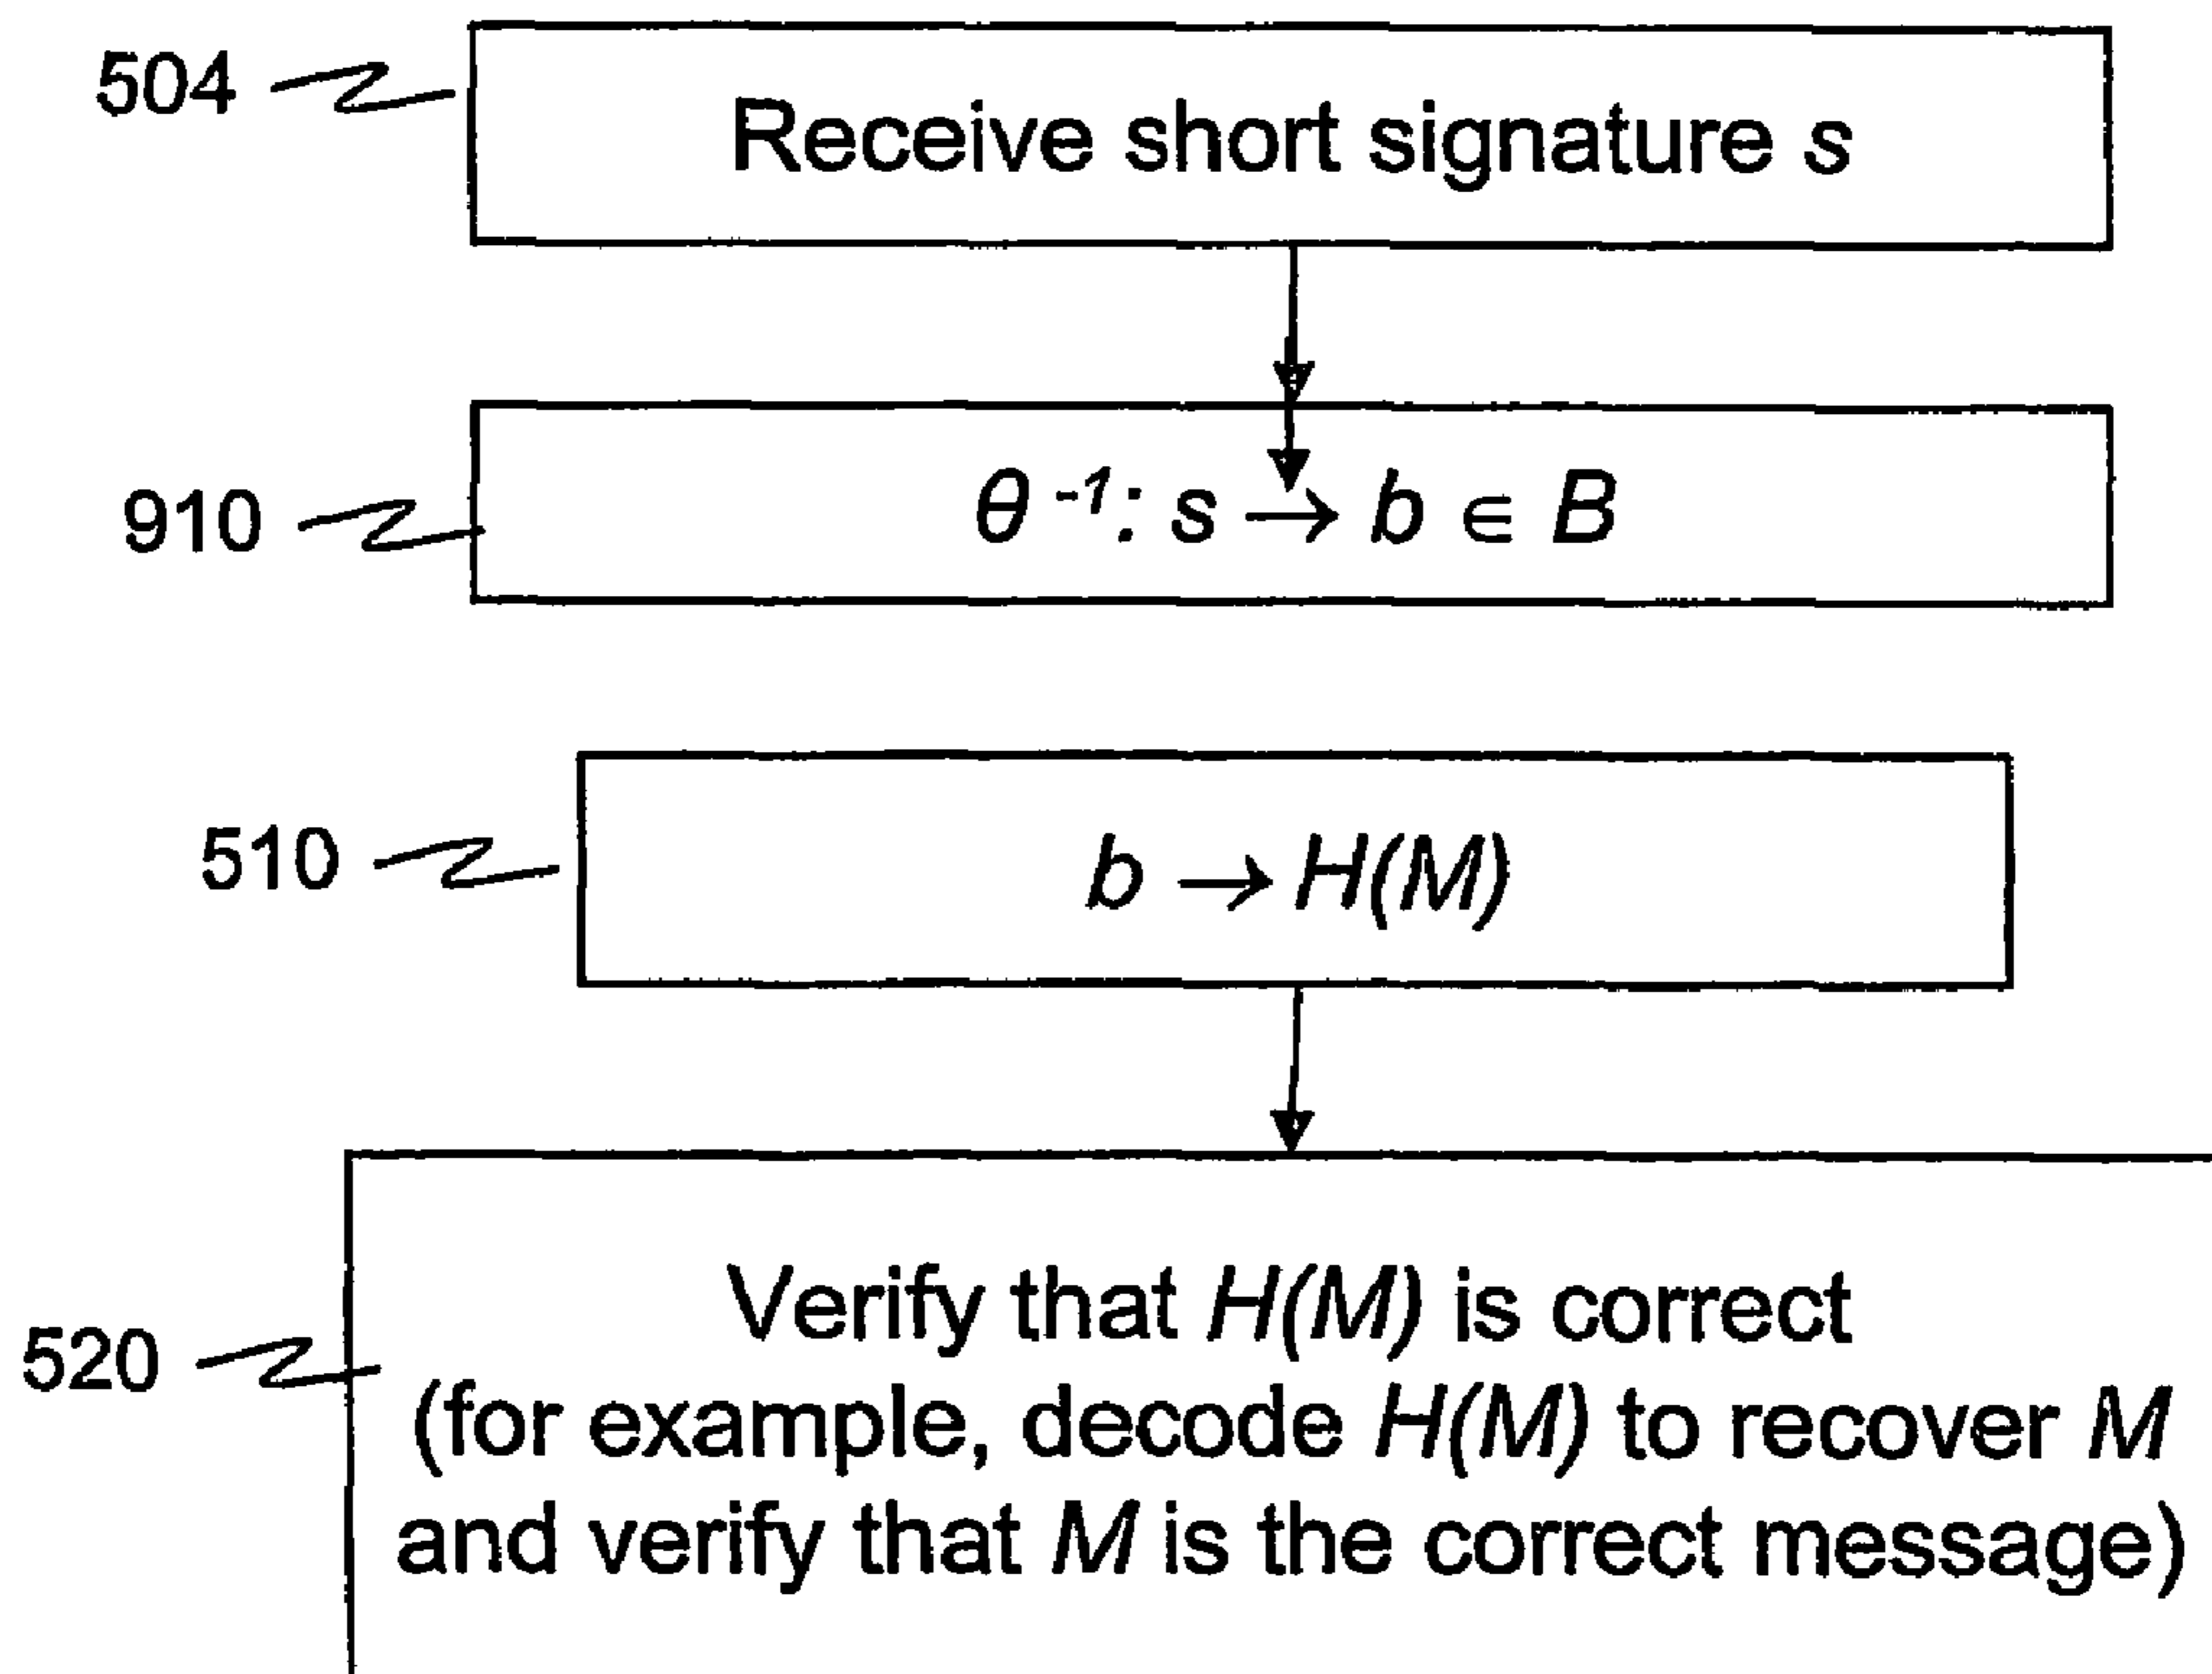 504
Receive short signature s
910
θ⁻¹: s → b ∈ B
510
b → H(M)
520
Verify that H(M) is correct
(for example, decode H(M) to recover M
and verify that M is the correct message)